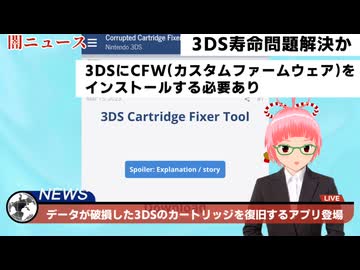 闇ニュース
Corrupted Cartridge Fixer
Nintendo 3DS
3DS寿命問題解決か
3DSにCFW(カスタムファームウェア)を
インストールする必要あり
3DS Cartridge Fixer Tool
Spoiler: Explanation / story
Download
NEWS
LIVE
データが破損した3DSのカートリッジを復旧するアプリ登場